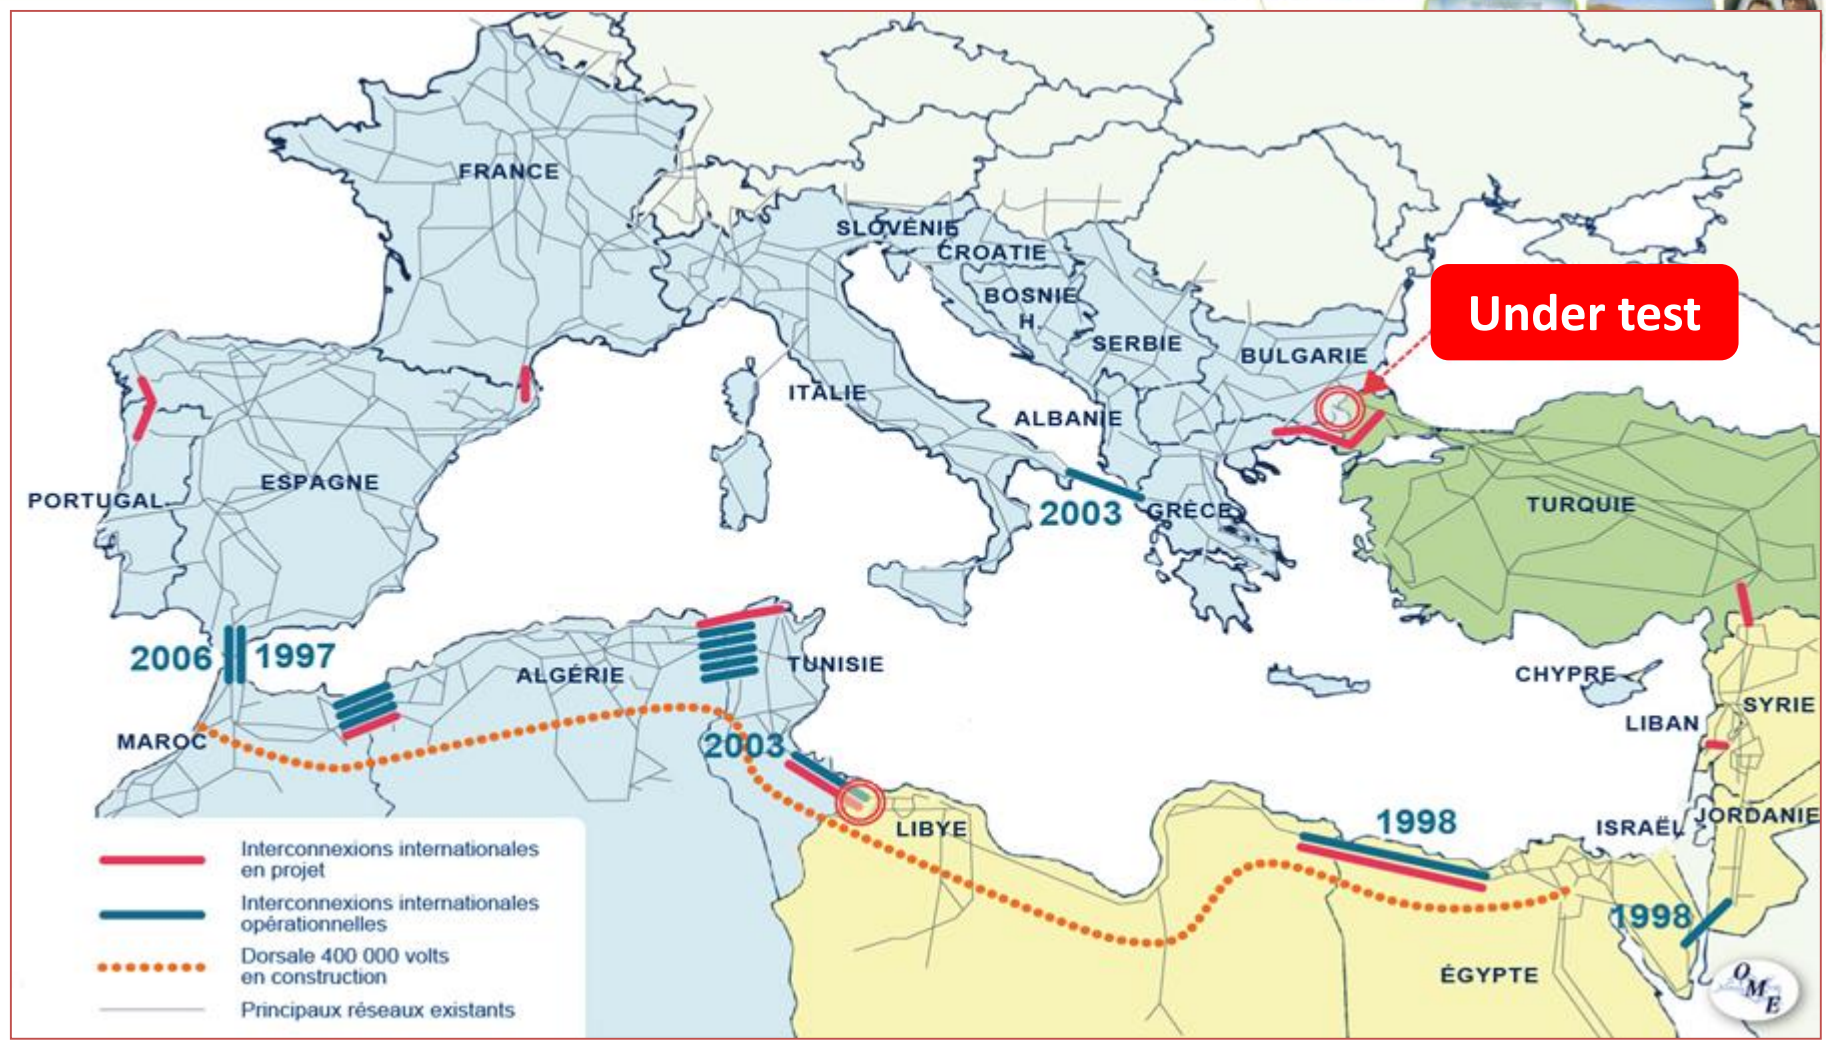 FRANCE
SLOVÉNIE
CROATIE
BOSNIE
H.
SERBIE
BULGARIE
Under test
ITALIE
ALBANIE
GRÈCE
2003
TURQUIE
PORTUGAL
ESPAGNE
2006
1997
ALGÉRIE
TUNISIE
MAROC
2003
CHYPRE
SYRIE
LIBAN
LIBYE
1998
ISRAËL
JORDANIE
1998
ÉGYPTE
Interconnexions internationales
en projet
Interconnexions internationales
opérationnelles
Dorsale 400 000 volts
en construction
Principaux réseaux existants
OME